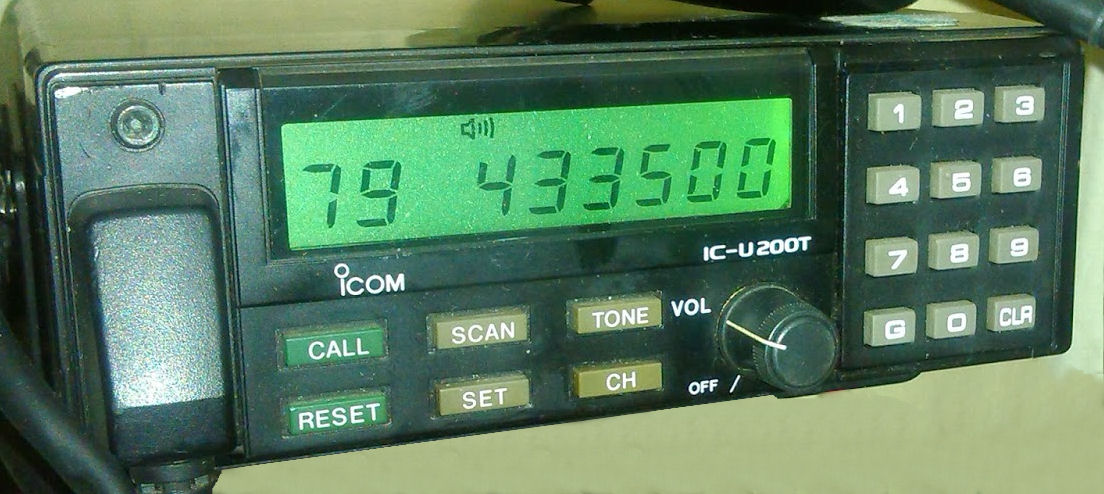 79 433500
IC-U200T
ICOM
CALL SCAN TONE VOL
RESET SET CH OFF
1 2 3
4 5 6
7 8 9
G 0 CLR